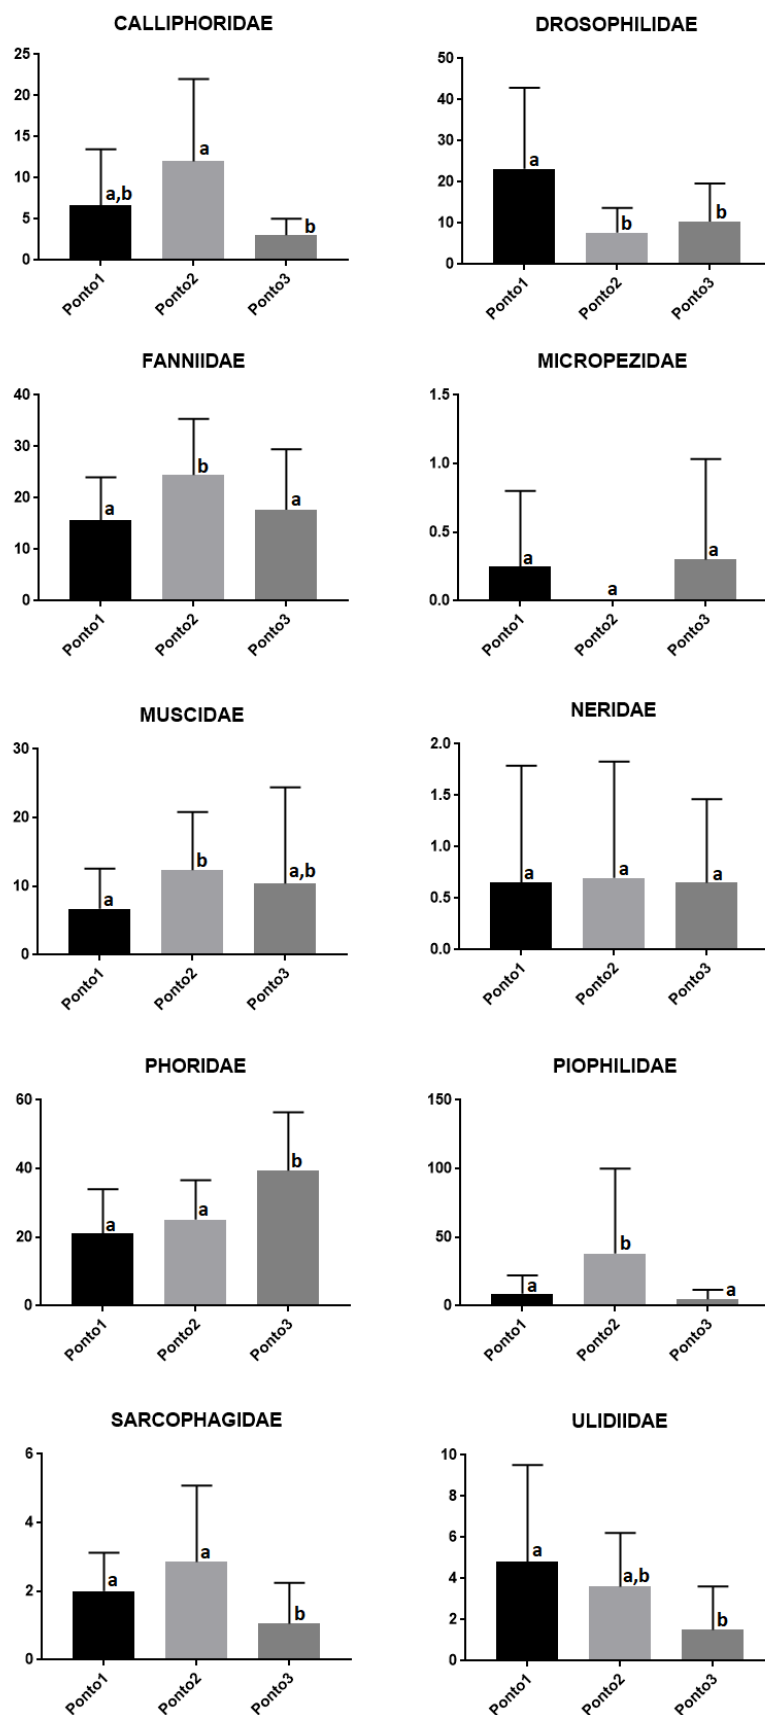 CALLIPHORIDAE
25
20
15
10
5
0
a,b
a
b
Ponto1
Ponto2
Ponto3
DROSOPHILIDAE
50
40
30
20
10
0
a
b
b
Ponto1
Ponto2
Ponto3
FANNIIDAE
40
30
20
10
0
a
b
a
Ponto1
Ponto2
Ponto3
MICROPEZIDAE
1.5
1.0
0.5
0.0
a
a
a
Ponto1
Ponto2
Ponto3
MUSCIDAE
30
20
10
0
a
b
a,b
Ponto1
Ponto2
Ponto3
NERIDAE
2.0
1.5
1.0
0.5
0.0
a
a
a
Ponto1
Ponto2
Ponto3
PHORIDAE
60
40
20
0
a
a
b
Ponto1
Ponto2
Ponto3
PIOPHILIDAE
150
100
50
0
a
b
a
Ponto1
Ponto2
Ponto3
SARCOPHAGIDAE
6
4
2
0
a
a
b
Ponto1
Ponto2
Ponto3
ULIDIIDAE
10
8
6
4
2
0
a
a,b
b
Ponto1
Ponto2
Ponto3